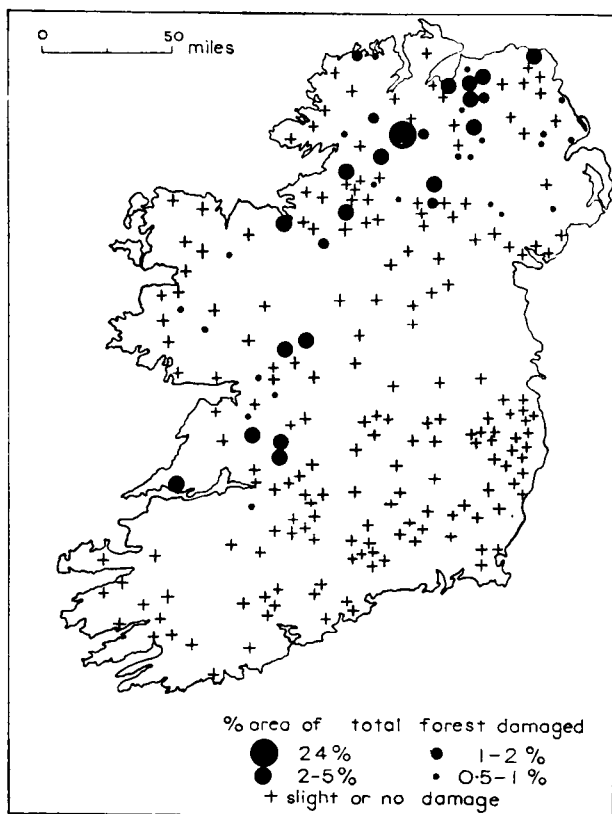 0 50
miles
% area of total forest damaged
24 % 1-2 %
2-5 % 0·5-1 %
+ slight or no damage